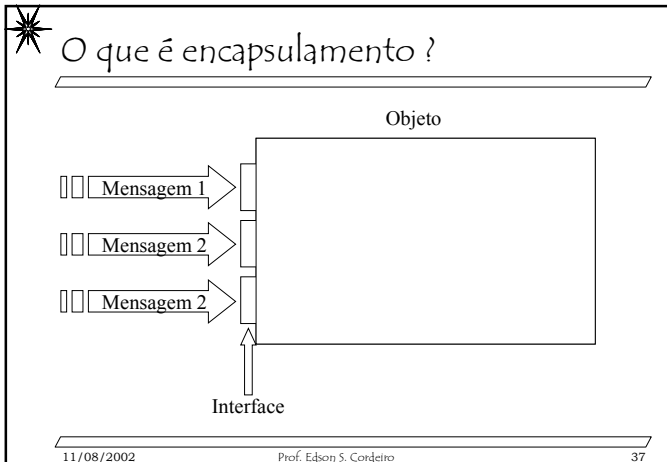 O que é encapsulamento ?
Objeto
Mensagem 1
Mensagem 2
Mensagem 2
Interface
11/08/2002 Prof. Edson S. Cordeiro 37